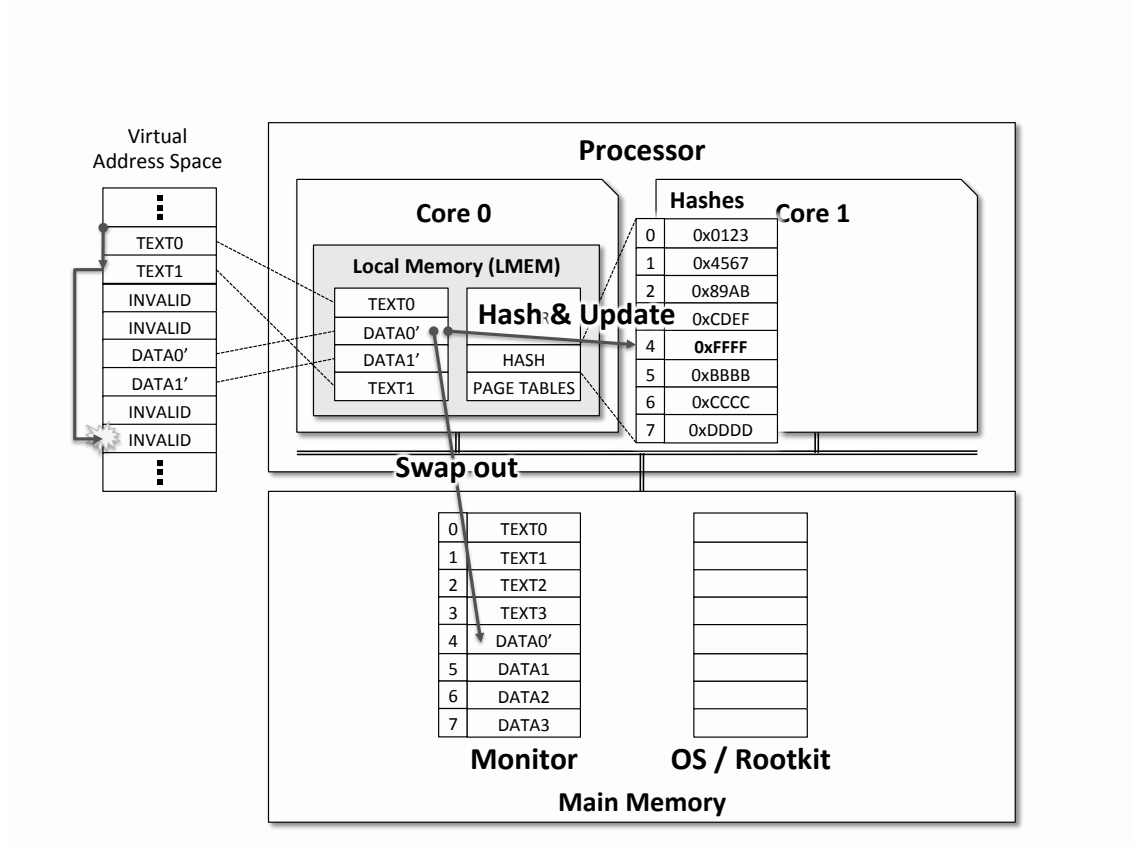 Virtual
Address Space
TEXT0
TEXT1
INVALID
INVALID
DATA0’
DATA1’
INVALID
INVALID
Processor
Core 0
Local Memory (LMEM)
TEXT0
DATA0’
DATA1’
TEXT1
HASH
PAGE TABLES
Hash & Update
Core 1
Hashes
0 0x0123
1 0x4567
2 0x89AB
0xCDEF
4 0xFFFF
5 0xBBBB
6 0xCCCC
7 0xDDDD
Swap out
0 TEXT0
1 TEXT1
2 TEXT2
3 TEXT3
4 DATA0’
5 DATA1
6 DATA2
7 DATA3
Monitor
OS / Rootkit
Main Memory